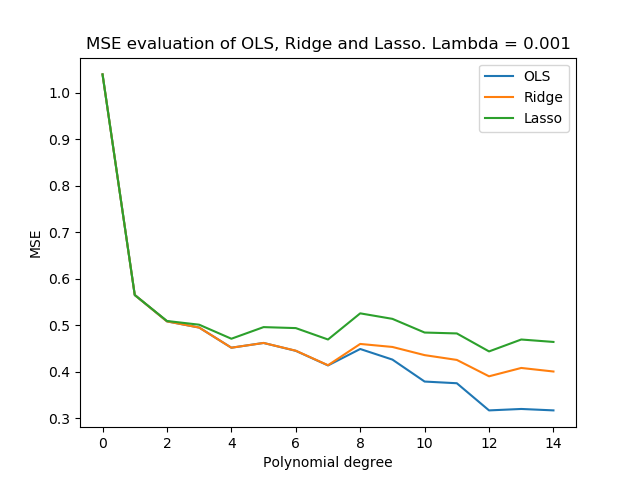 MSE evaluation of OLS, Ridge and Lasso. Lambda = 0.001
OLS
Ridge
Lasso
MSE
1.0
0.9
0.8
0.7
0.6
0.5
0.4
0.3
0 2 4 6 8 10 12 14
Polynomial degree